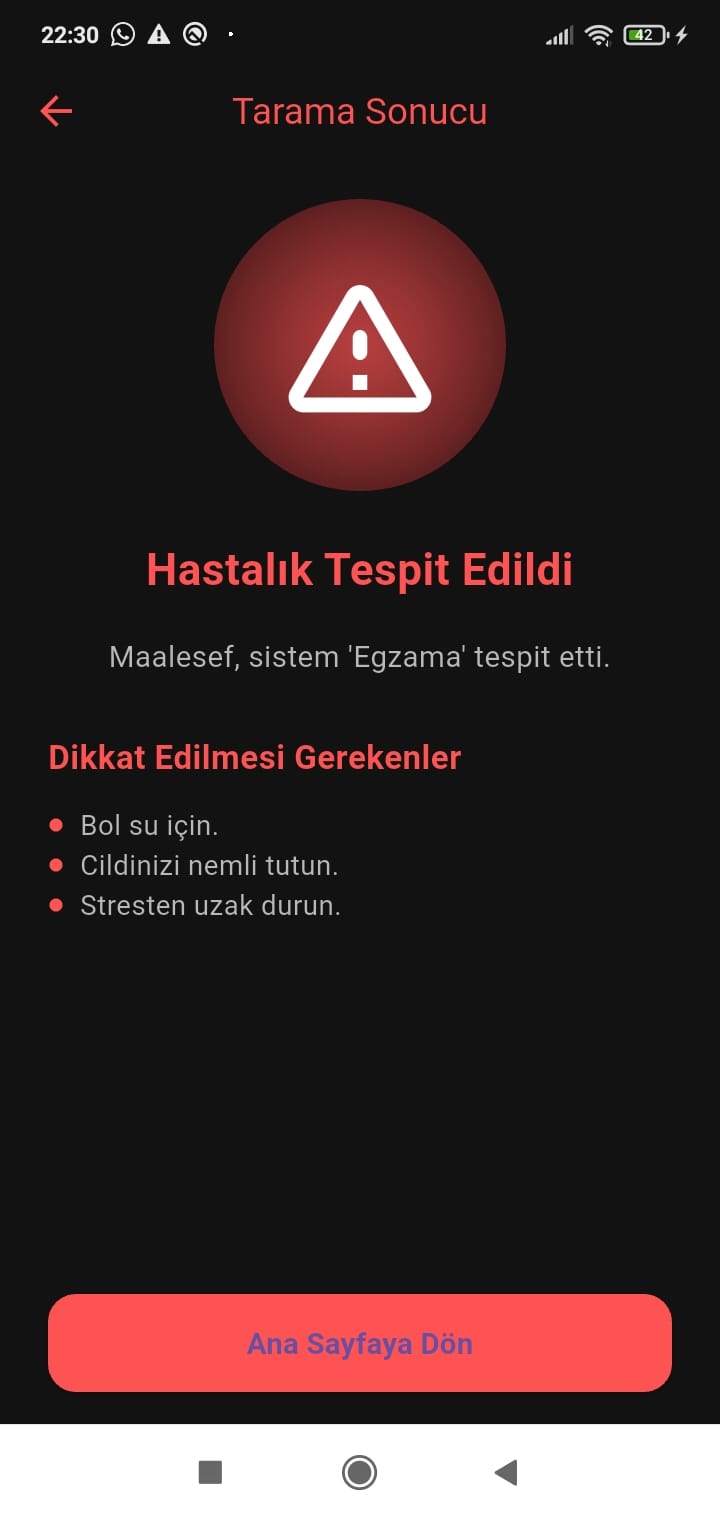 22:30
42
Tarama Sonucu
Hastalık Tespit Edildi
Maalesef, sistem 'Egzama' tespit etti.
Dikkat Edilmesi Gerekenler
Bol su için.
Cildinizi nemli tutun.
Stresten uzak durun.
Ana Sayfaya Dön